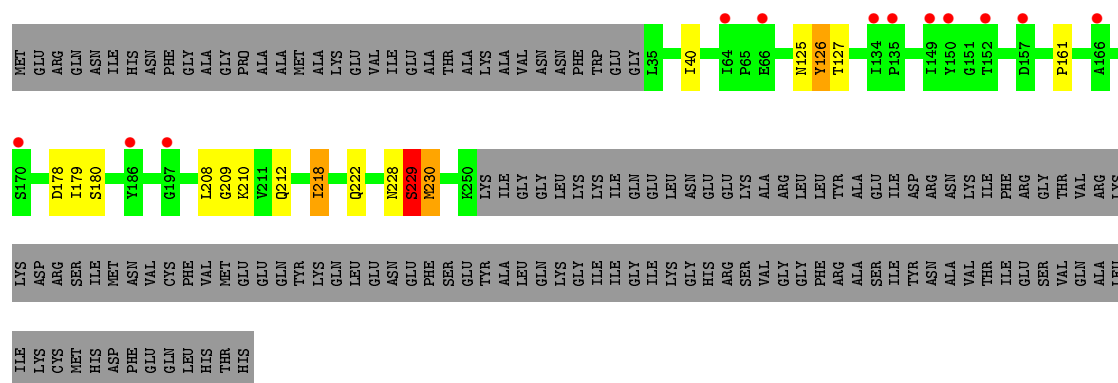 MET GLU ARG GLN ASN ILE HIS ASN PHE GLY ALA GLY PRO ALA ALA MET ALA LYS GLU VAL ILE GLU ALA THR ALA LYS ALA VAL ASN ASN PHE TRP GLU GLY L35 I40 I64 P65 E66 N125 Y126 T127 I134 P135 I149 Y150 G151 T152 D157 P161 A166
S170 D178 I179 S180 Y186 G197 L208 G209 K210 V211 Q212 I218 Q222 N228 S229 M230 K250 LYS ILE GLY GLY LEU LYS LYS ILE GLN GLU LEU ASN GLU GLU LYS ALA ARG LEU LEU TYR ALA GLU ILE ASP ARG ASN LYS ILE PHE ARG GLY THR VAL ARG LYS
LYS ASP ARG SER ILE MET ASN VAL CYS PHE VAL MET GLU GLU GLN TYR LYS GLN LEU GLU ASN GLU PHE SER GLU TYR ALA LEU GLN LYS GLY ILE ILE GLY ILE LYS GLY HIS ARG SER VAL GLY GLY PHE ARG ALA SER ILE TYR ASN ALA VAL THR ILE GLU SER VAL GLN ALA LEU
ILE LYS CYS MET HIS ASP PHE GLU GLN LEU HIS THR HIS